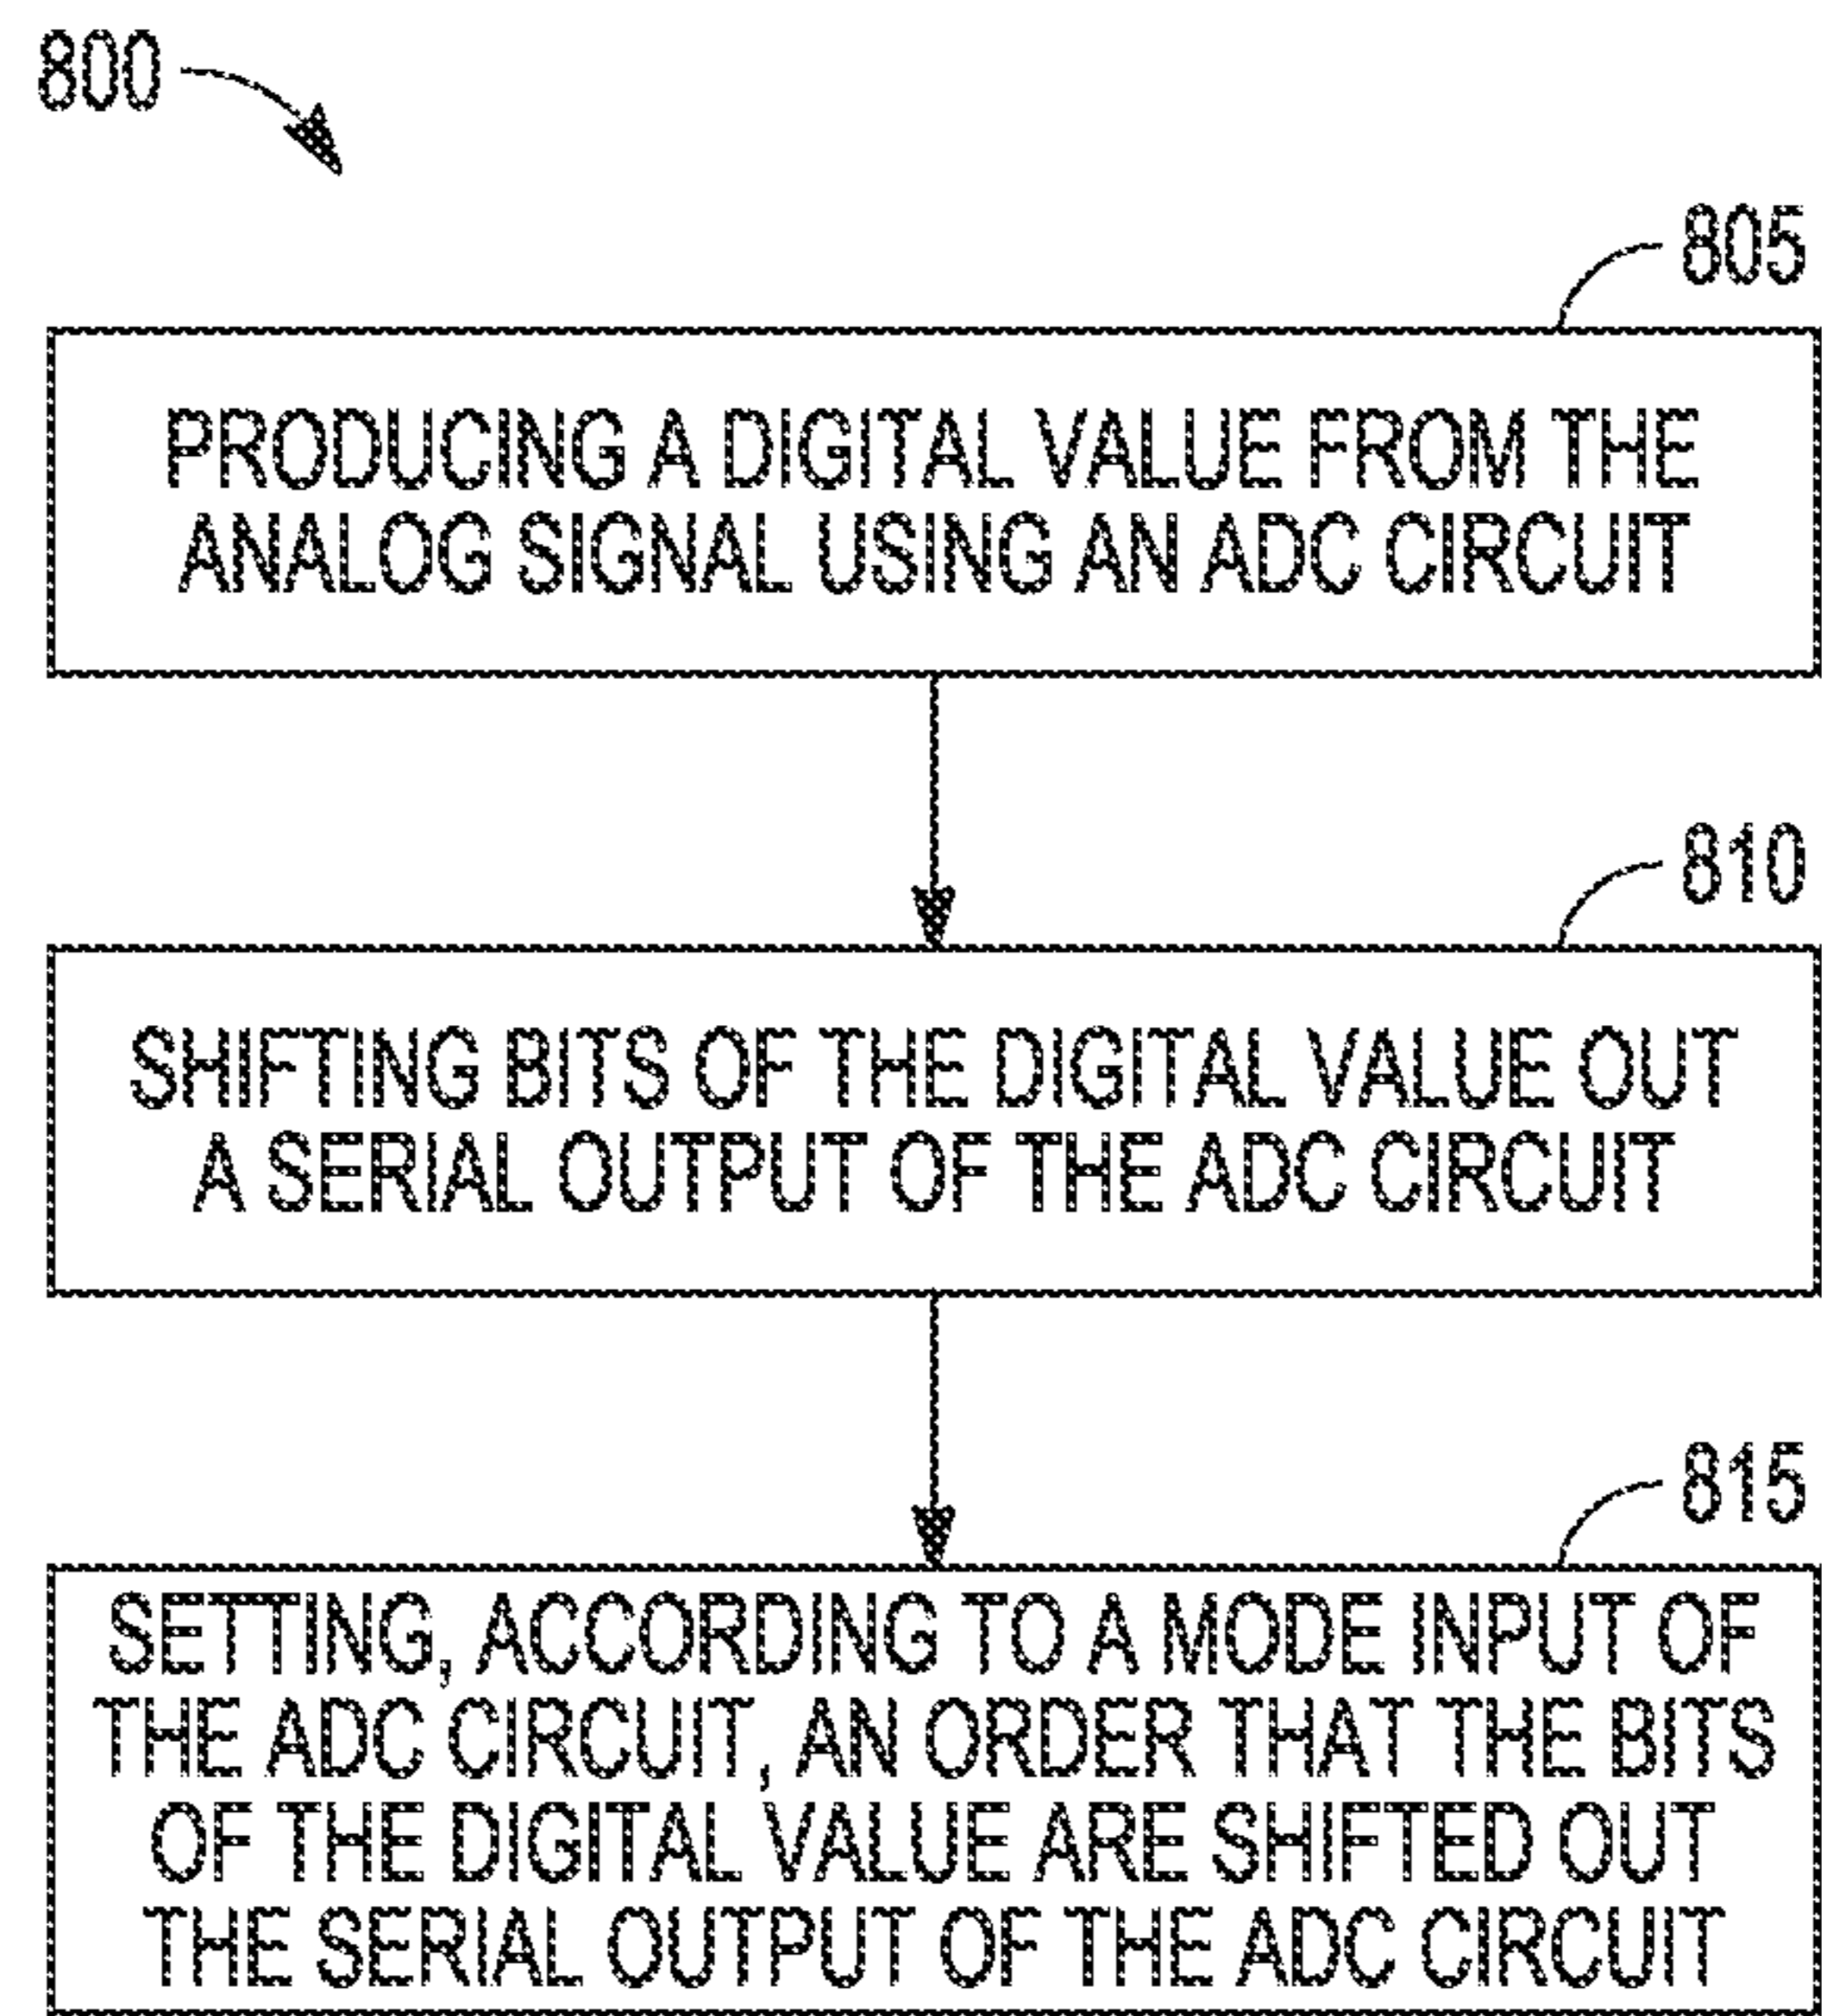 800
805
PRODUCING A DIGITAL VALUE FROM THE
ANALOG SIGNAL USING AN ADC CIRCUIT
810
SHIFTING BITS OF THE DIGITAL VALUE OUT
A SERIAL OUTPUT OF THE ADC CIRCUIT
815
SETTING, ACCORDING TO A MODE INPUT OF
THE ADC CIRCUIT, AN ORDER THAT THE BITS
OF THE DIGITAL VALUE ARE SHIFTED OUT
THE SERIAL OUTPUT OF THE ADC CIRCUIT